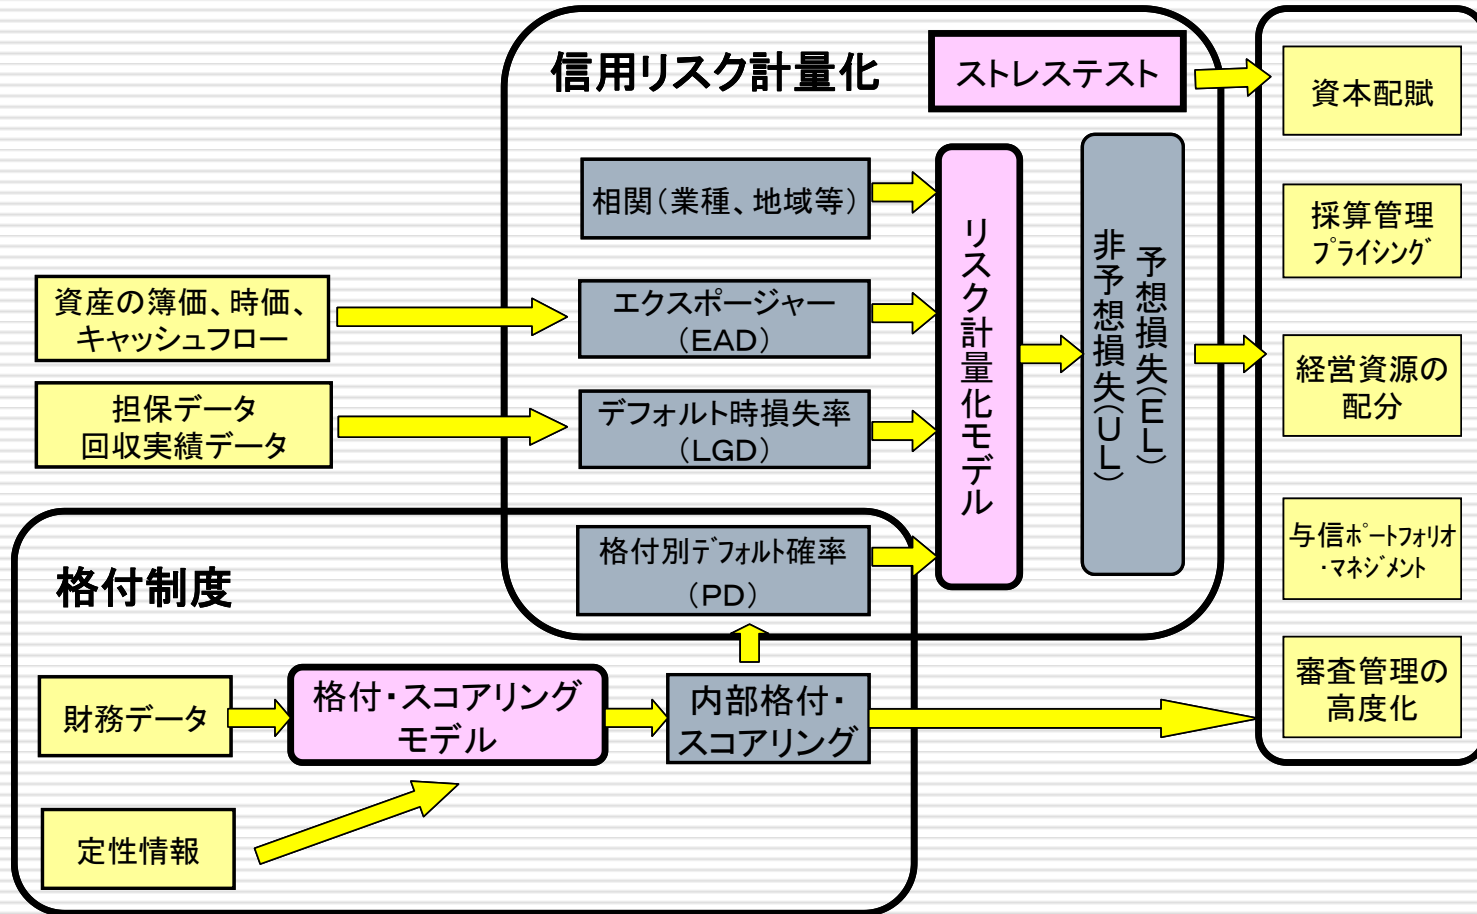 信用リスク計量化
ストレステスト
相関（業種、地域等）
資産の簿価、時価、
キャッシュフロー
エクスポージャー
（EAD）
担保データ
回収実績データ
デフォルト時損失率
（LGD）
格付別デフォルト確率
（PD）
リスク計量化モデル
予想損失（EL）
非予想損失（UL）
格付制度
財務データ
格付・スコアリング
モデル
内部格付・
スコアリング
定性情報
資本配賦
採算管理
プライシング
経営資源の
配分
与信ポートフォリオ
・マネジメント
審査管理の
高度化